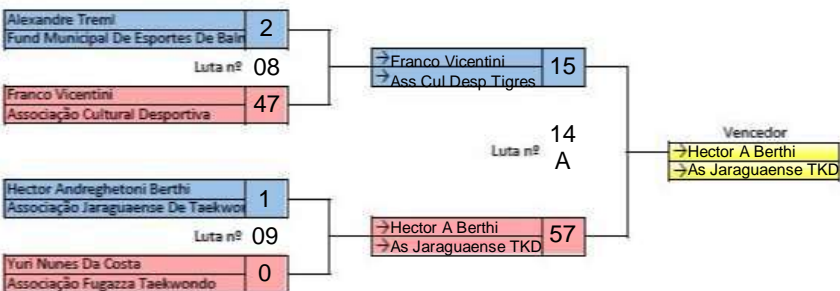 Alexandre Treml
2
Fund Municipal De Esportes De Baln
Luta nº 08
Franco Vicentini
47
Associação Cultural Desportiva
→Franco Vicentini
15
→Ass Cul Desp Tigres
Luta nº 14
A
Vencedor
→Hector A Berthi
→As Jaraguaense TKD
Hector Andreghetoni Berthi
1
Associação Jaraguaense De Taekwo
Luta nº 09
Yuri Nunes Da Costa
0
Associação Fugazza Taekwondo
→Hector A Berthi
57
→As Jaraguaense TKD